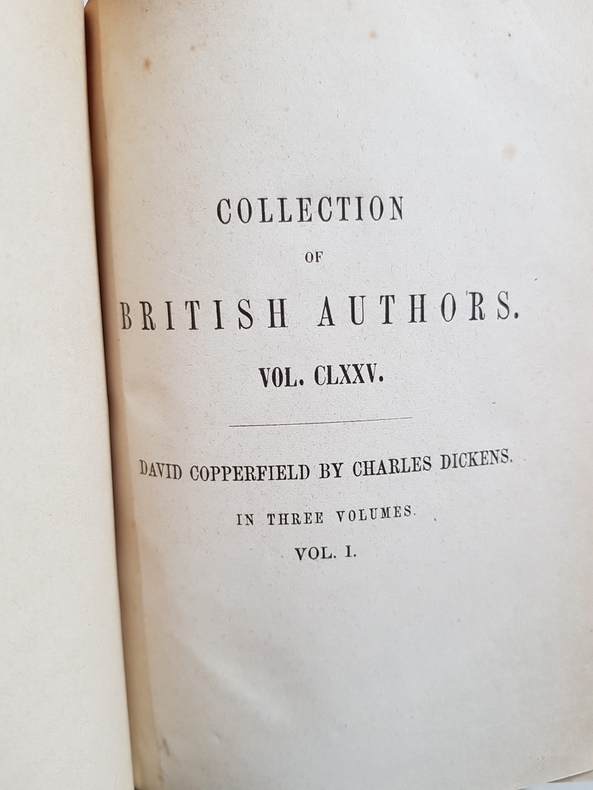 COLLECTION
OF
BRITISH AUTHORS.
VOL. CLXXV.
DAVID COPPERFIELD BY CHARLES DICKENS.
IN THREE VOLUMES.
VOL. I.